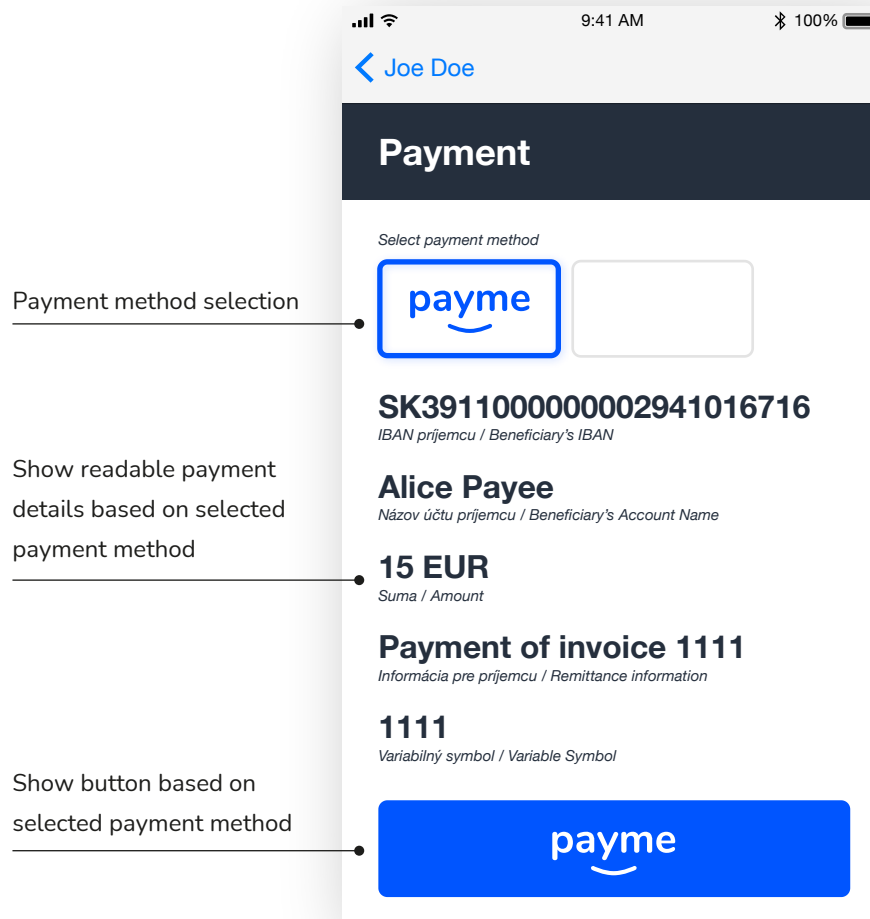 9:41 AM
100%
Joe Doe
Payment
Select payment method
payme
Payment method selection
SK3911000000002941016716
IBAN príjemcu / Beneficiary's IBAN
Show readable payment
details based on selected
payment method
Alice Payee
Názov účtu príjemcu / Beneficiary's Account Name
15 EUR
Suma / Amount
Payment of invoice 1111
Informácia pre príjemcu / Remittance information
1111
Variabilný symbol / Variable Symbol
Show button based on
selected payment method
payme